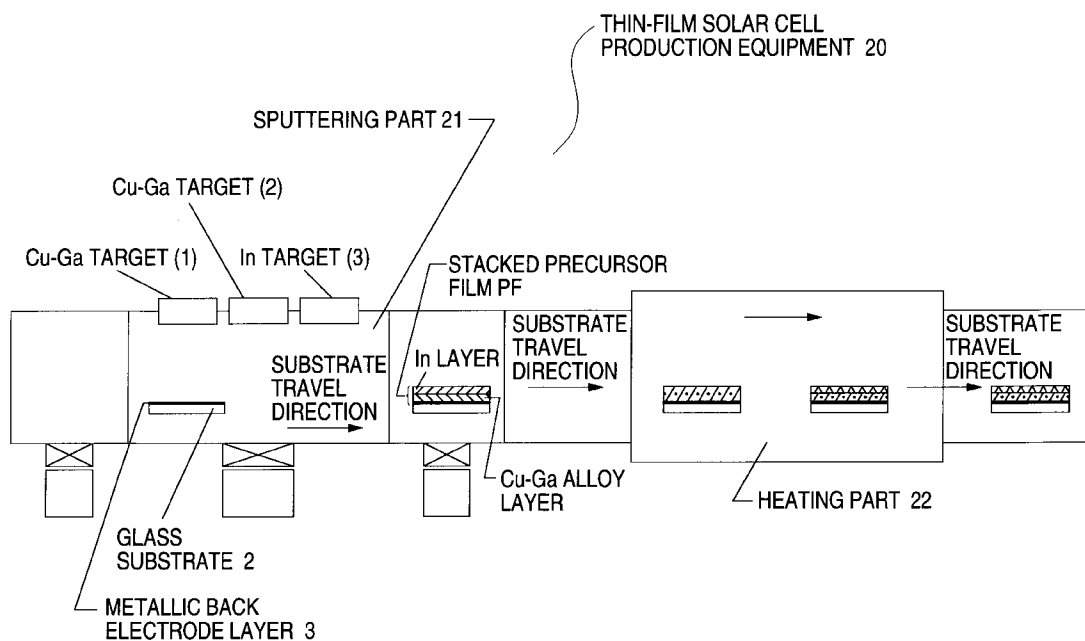 THIN-FILM SOLAR CELL
PRODUCTION EQUIPMENT 20
SPUTTERING PART 21
Cu-Ga TARGET (2)
Cu-Ga TARGET (1)
In TARGET (3)
STACKED PRECURSOR
FILM PF
SUBSTRATE
TRAVEL
DIRECTION
In LAYER
SUBSTRATE
TRAVEL
DIRECTION
SUBSTRATE
TRAVEL
DIRECTION
Cu-Ga ALLOY
LAYER
HEATING PART 22
GLASS
SUBSTRATE 2
METALLIC BACK
ELECTRODE LAYER 3